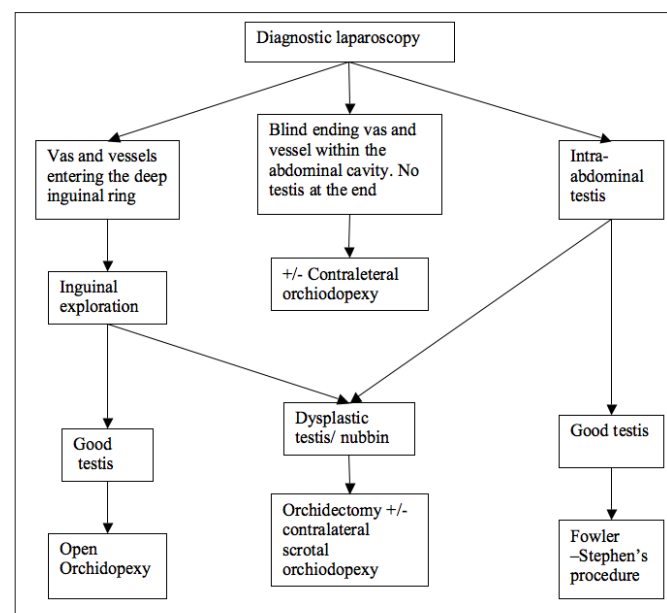 Diagnostic laparoscopy
Vas and vessels
entering the deep
inguinal ring
Blind ending vas and
vessel within the
abdominal cavity. No
testis at the end
Intra-
abdominal
testis
Inguinal
exploration
+/- Contraleteral
orchiodopexy
Good
testis
Dysplastic
testis/ nubbin
Good testis
Open
Orchidopexy
Orchidectomy +/-
contralateral
scrotal
orchiodopexy
Fowler
–Stephen’s
procedure